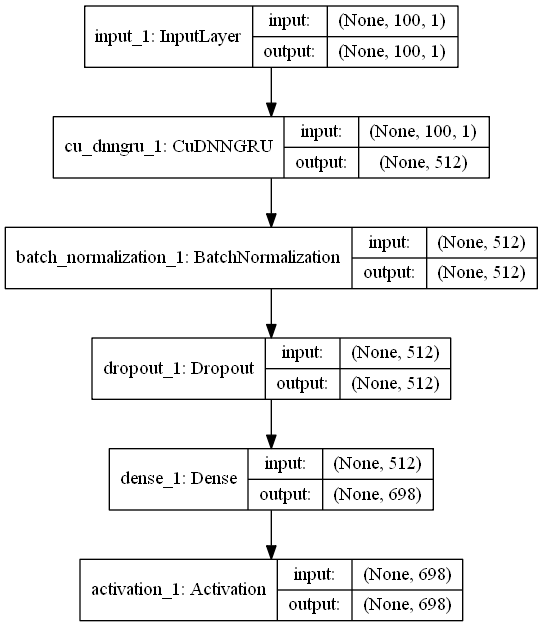 input_1: InputLayer
input: (None, 100, 1)
output: (None, 100, 1)
cu_dnngru_1: CuDNNGRU
input: (None, 100, 1)
output: (None, 512)
batch_normalization_1: BatchNormalization
input: (None, 512)
output: (None, 512)
dropout_1: Dropout
input: (None, 512)
output: (None, 512)
dense_1: Dense
input: (None, 512)
output: (None, 698)
activation_1: Activation
input: (None, 698)
output: (None, 698)